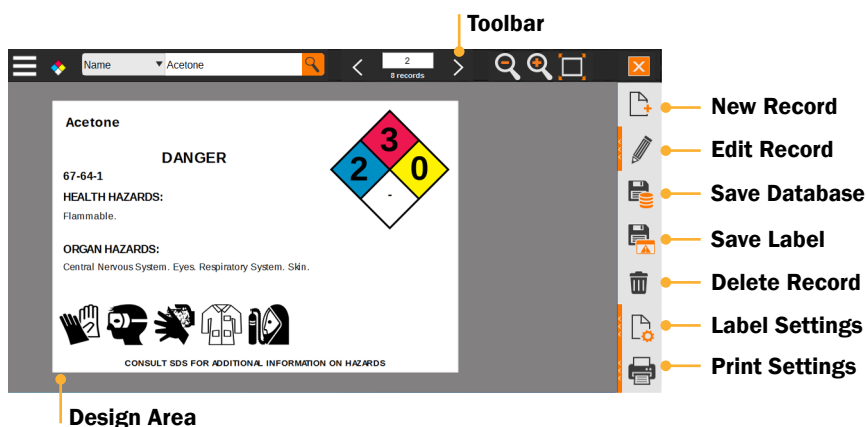 Toolbar
Name
Acetone
2
8 records
New Record
Edit Record
Save Database
Save Label
Delete Record
Label Settings
Print Settings
Acetone
DANGER
67-64-1
HEALTH HAZARDS:
Flammable.
ORGAN HAZARDS:
Central Nervous System. Eyes. Respiratory System. Skin.
3
2 0
-
CONSULT SDS FOR ADDITIONAL INFORMATION ON HAZARDS
Design Area